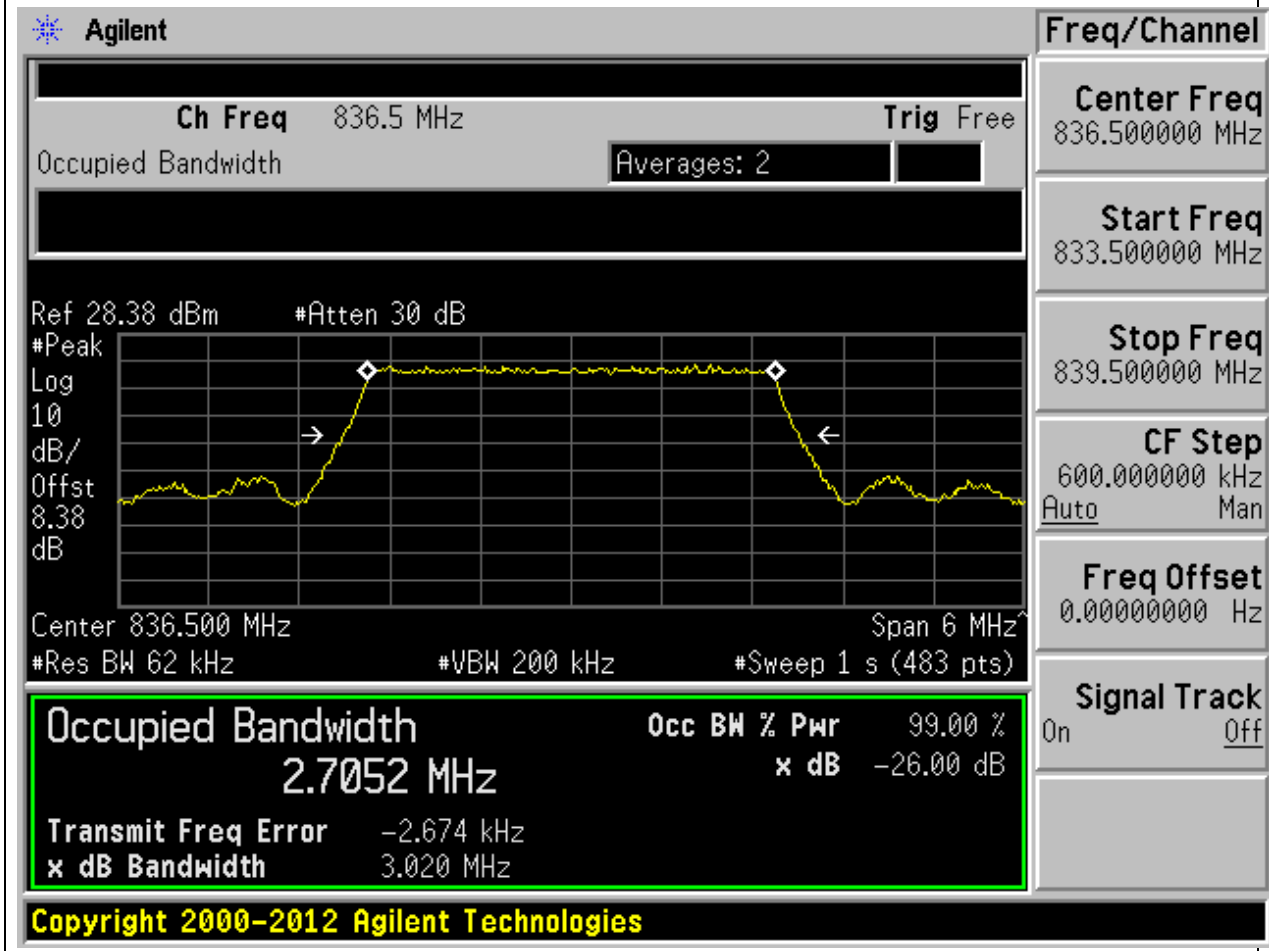 Agilent
Freq/Channel
Ch Freq 836.5 MHz Trig Free
Occupied Bandwidth Averages: 2
Ref 28.38 dBm #Atten 30 dB
#Peak
Log
10
dB/
Offst
8.38
dB
Center 836.500 MHz Span 6 MHz^
#Res BW 62 kHz #VBW 200 kHz #Sweep 1 s (483 pts)
Occupied Bandwidth
2.7052 MHz
Occ BW % Pwr 99.00 %
x dB -26.00 dB
Transmit Freq Error -2.674 kHz
x dB Bandwidth 3.020 MHz
Copyright 2000-2012 Agilent Technologies
Center Freq
836.500000 MHz
Start Freq
833.500000 MHz
Stop Freq
839.500000 MHz
CF Step
600.000000 kHz
Auto Man
Freq Offset
0.00000000 Hz
Signal Track
On Off